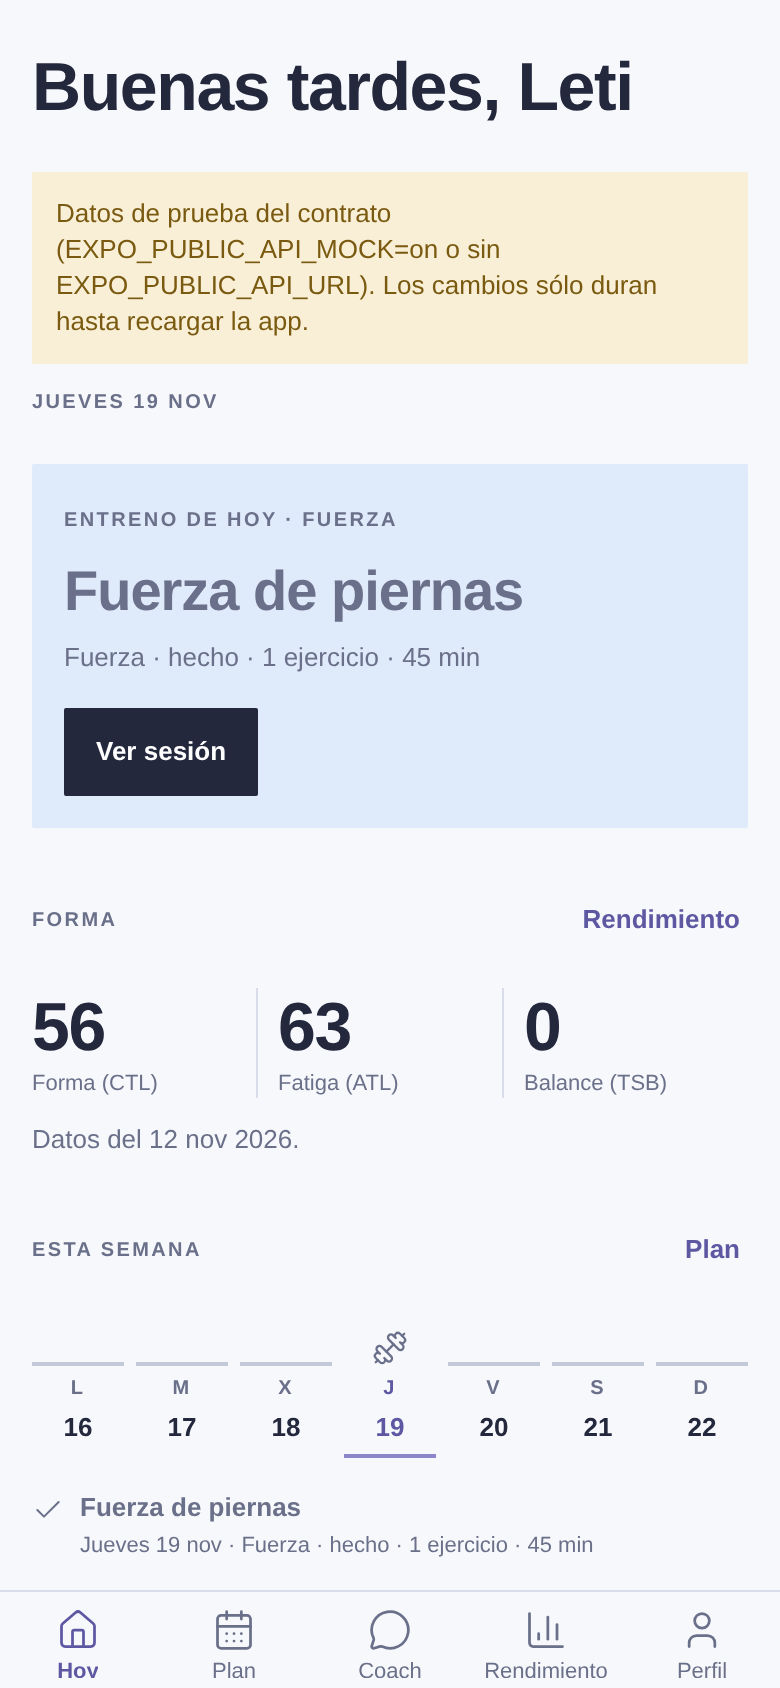 Buenas tardes, Leti
Datos de prueba del contrato
(EXPO_PUBLIC_API_MOCK=on o sin
EXPO_PUBLIC_API_URL). Los cambios sólo duran
hasta recargar la app.
JUEVES 19 NOV
ENTRENO DE HOY · FUERZA
Fuerza de piernas
Fuerza · hecho · 1 ejercicio · 45 min
Ver sesión
FORMA Rendimiento
56 63 0
Forma (CTL) Fatiga (ATL) Balance (TSB)
Datos del 12 nov 2026.
ESTA SEMANA Plan
L M X J V S D
16 17 18 19 20 21 22
Fuerza de piernas
Jueves 19 nov · Fuerza · hecho · 1 ejercicio · 45 min
Hoy Plan Coach Rendimiento Perfil